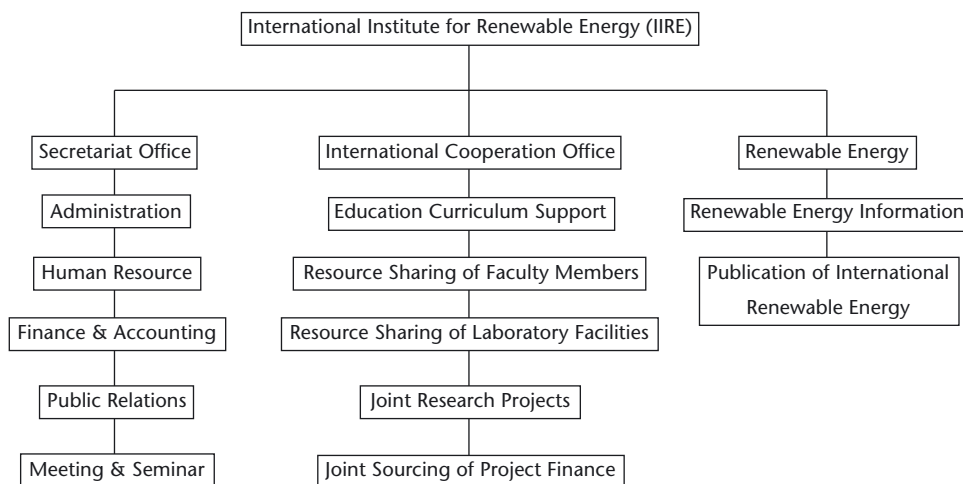 International Institute for Renewable Energy (IIRE)
Secretariat Office
Administration
Human Resource
Finance & Accounting
Public Relations
Meeting & Seminar
International Cooperation Office
Education Curriculum Support
Resource Sharing of Faculty Members
Resource Sharing of Laboratory Facilities
Joint Research Projects
Joint Sourcing of Project Finance
Renewable Energy
Renewable Energy Information
Publication of International
Renewable Energy